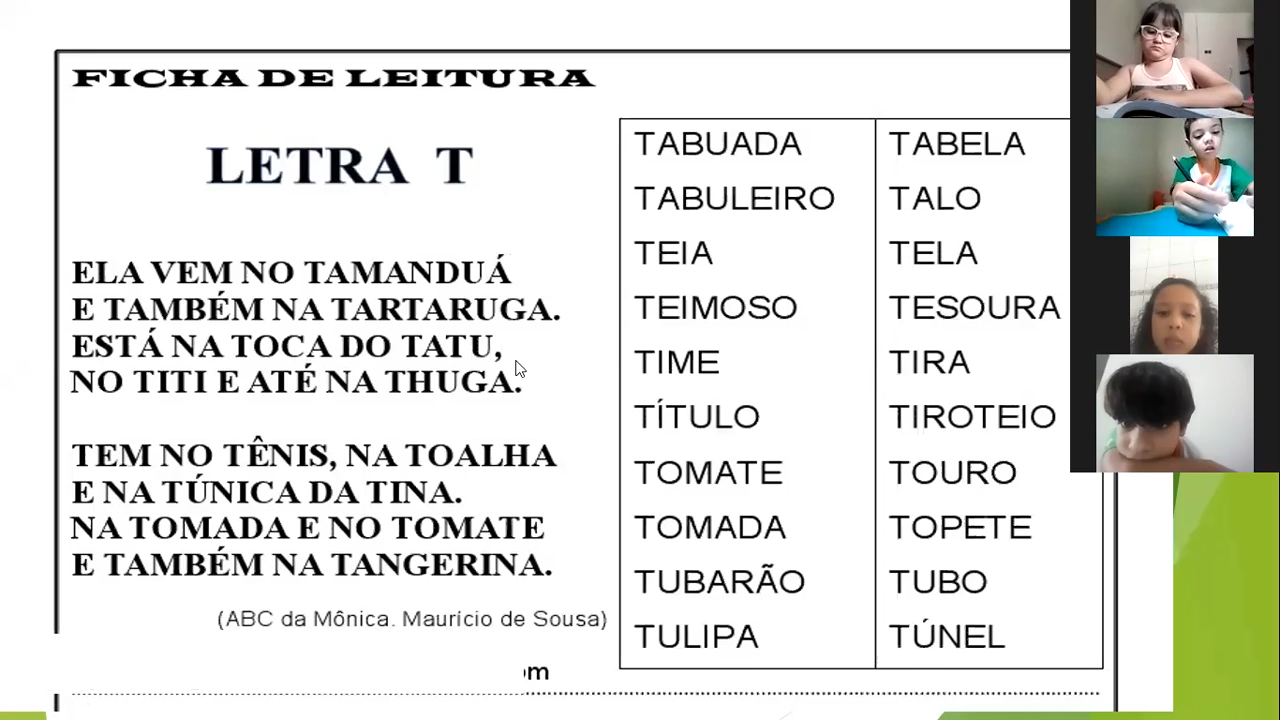 FICHA DE LEITURA
LETRA T
ELA VEM NO TAMANDUÁ
E TAMBÉM NA TARTARUGA.
ESTÁ NA TOCA DO TATU,
NO TITI E ATÉ NA THUGA.
TEM NO TÊNIS, NA TOALHA
E NA TÚNICA DA TINA.
NA TOMADA E NO TOMATE
E TAMBÉM NA TANGERINA.
(ABC da Mônica. Maurício de Sousa)
TABUADA TABELA
TABULEIRO TALO
TEIA TELA
TEIMOSO TESOURA
TIME TIRA
TÍTULO TIROTEIO
TOMATE TOURO
TOMADA TOPETE
TUBARÃO TUBO
TULIPA TÚNEL